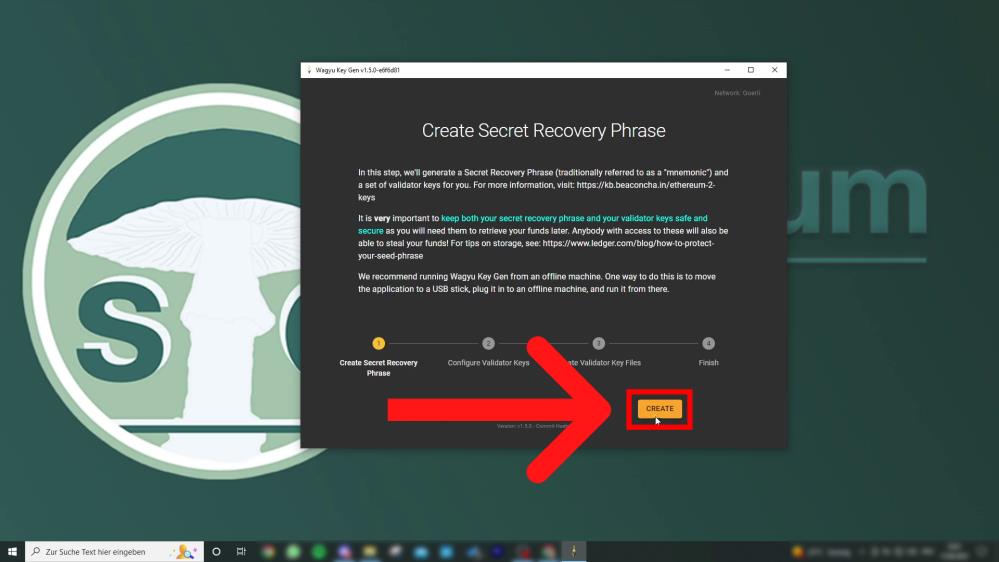 Wagyu Key Gen v1.5.0-e6f6d81
Network: Goerli
Create Secret Recovery Phrase
In this step, we'll generate a Secret Recovery Phrase (traditionally referred to as a "mnemonic") and
a set of validator keys for you. For more information, visit: https://kb.beaconcha.in/ethereum-2-
keys
It is very important to keep both your secret recovery phrase and your validator keys safe and
secure as you will need them to retrieve your funds later. Anybody with access to these will also be
able to steal your funds! For tips on storage, see: https://www.ledger.com/blog/how-to-protect-
your-seed-phrase
We recommend running Wagyu Key Gen from an offline machine. One way to do this is to move
the application to a USB stick, plug it in to an offline machine, and run it from there.
1 2 3 4
Create Secret Recovery
Phrase
Configure Validator Keys
Validator Key Files
Finish
CREATE
Version: v1.5.0 - Commit
um
S
Zur Suche Text hier eingeben